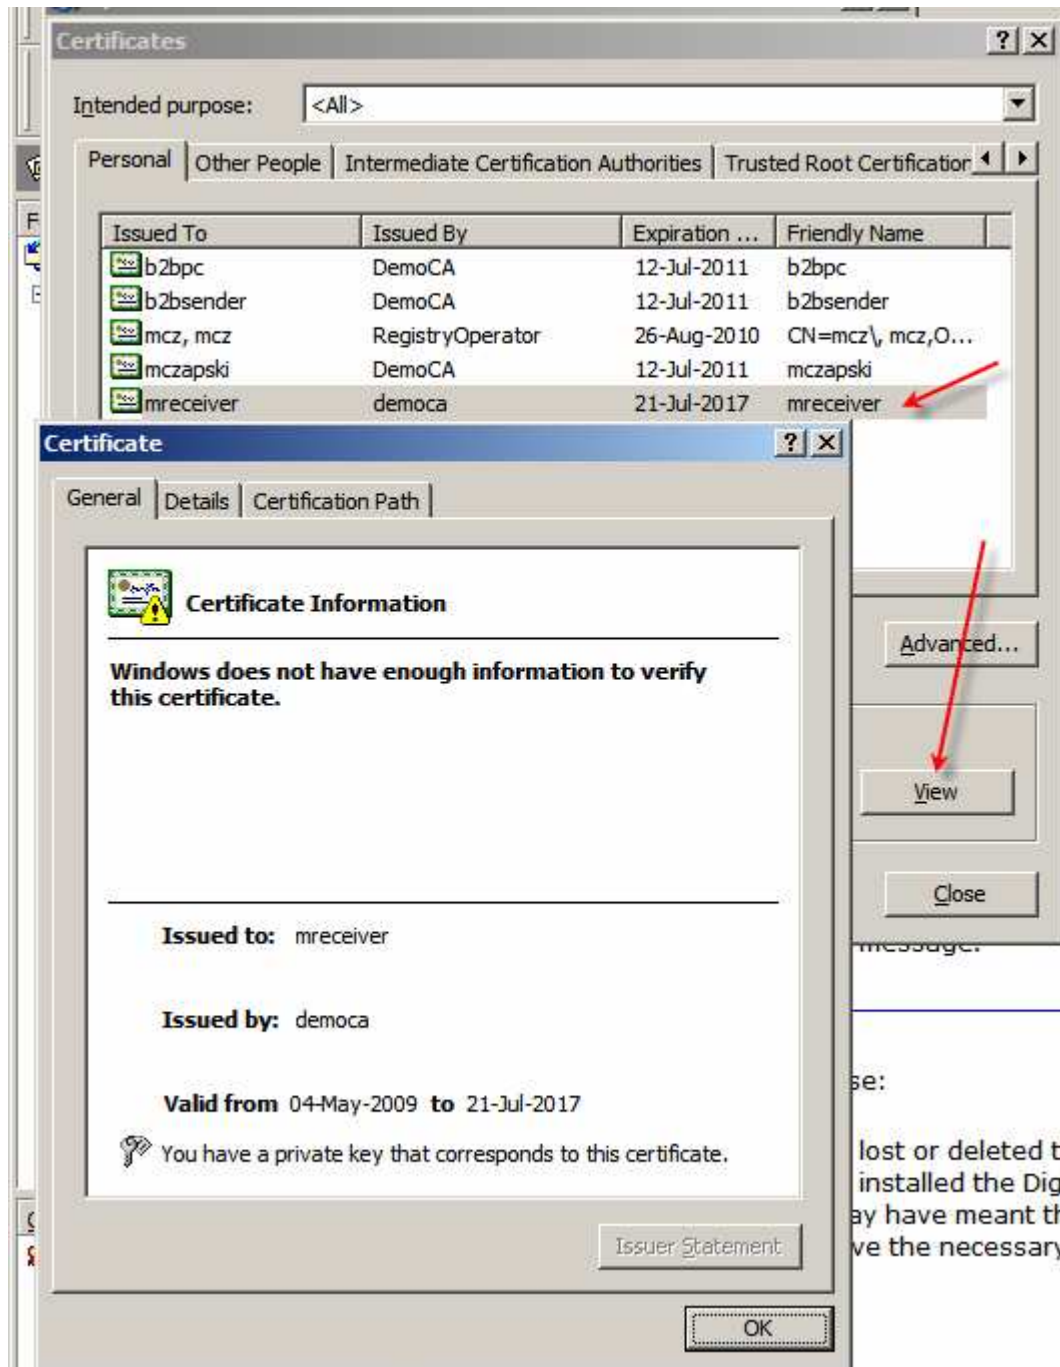 Certificates
Intended purpose: <All>
Personal Other People Intermediate Certification Authorities Trusted Root Certification
Issued To Issued By Expiration ... Friendly Name
b2bpc DemoCA 12-Jul-2011 b2bpc
b2bsender DemoCA 12-Jul-2011 b2bsender
mcz, mcz RegistryOperator 26-Aug-2010 CN=mcz\, mcz,O...
mczapski DemoCA 12-Jul-2011 mczapski
mreceiver democa 21-Jul-2017 mreceiver
Certificate
General Details Certification Path
Certificate Information
Windows does not have enough information to verify
this certificate.
Issued to: mreceiver
Issued by: democa
Valid from 04-May-2009 to 21-Jul-2017
You have a private key that corresponds to this certificate.
Issuer Statement
OK
Advanced...
View
Close
message.
se:
lost or deleted t
installed the Dig
ay have meant th
ve the necessary